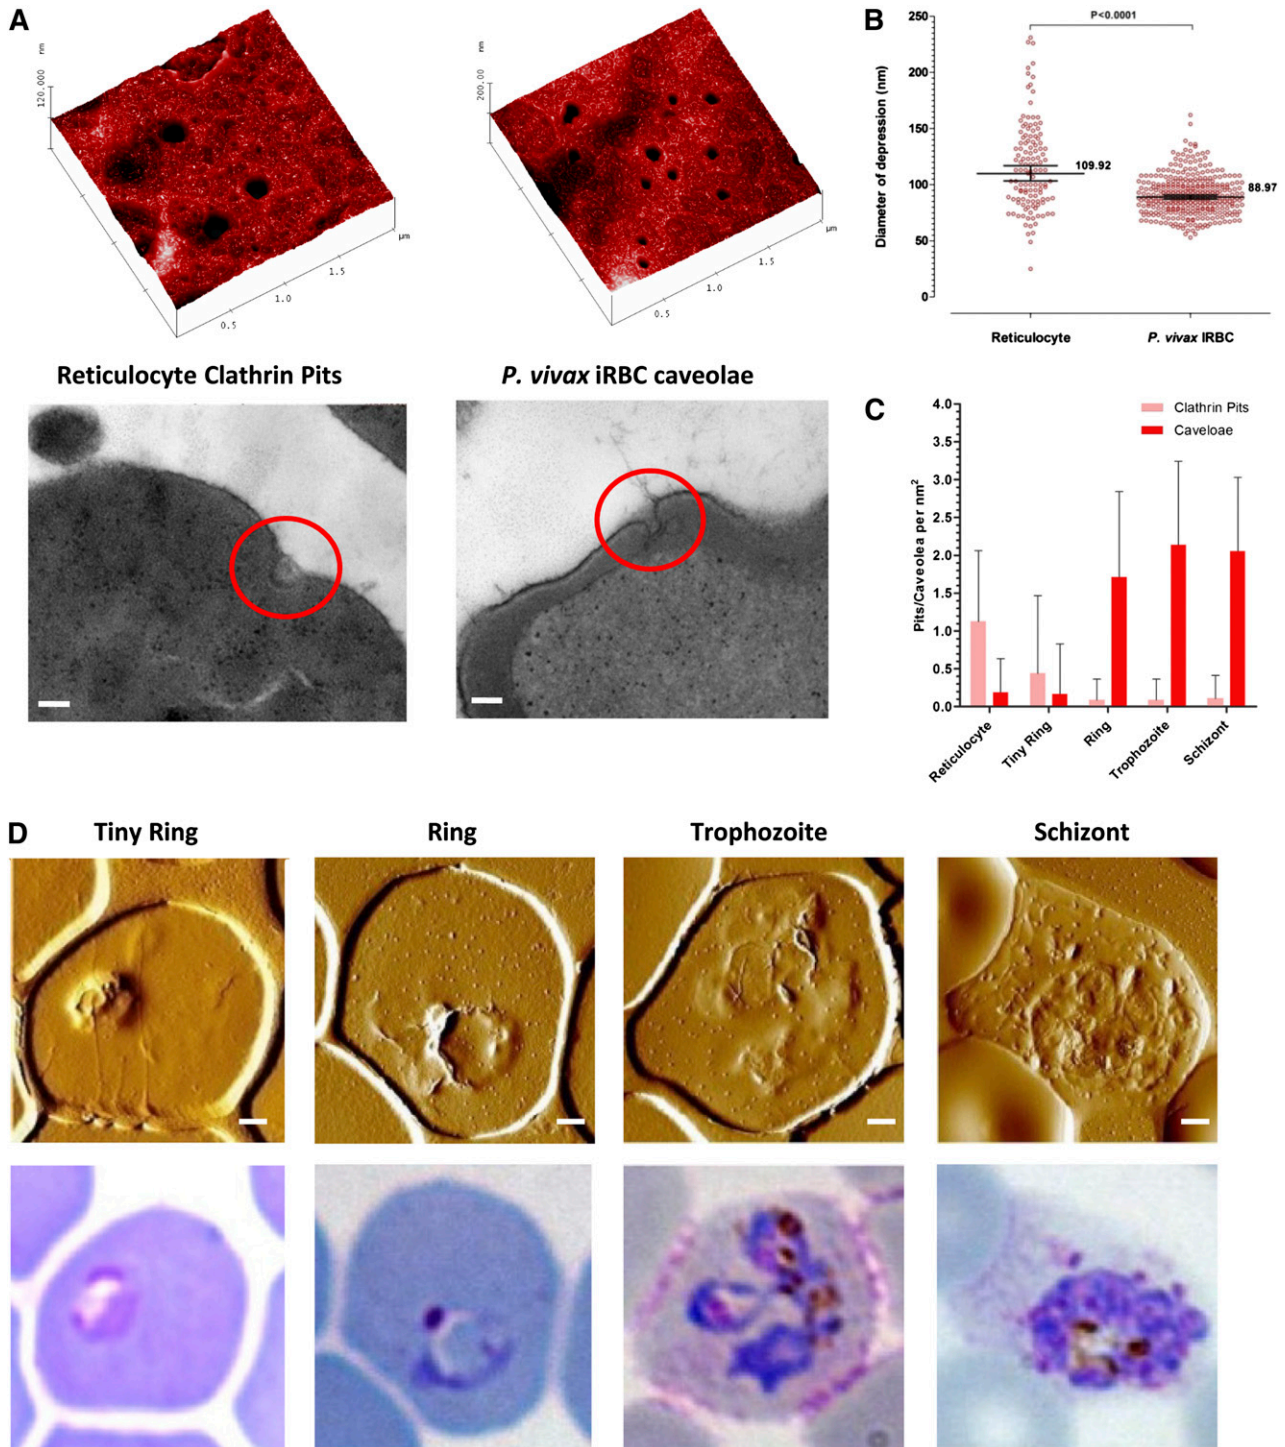 A
nm
120.000
0.5
1.0
1.5
µm
nm
200.00
0.5
1.0
1.5
µm
B
P<0.0001
Diameter of depression (nm)
250
200
150
100
50
0
109.92
88.97
Reticulocyte
P. vivax IRBC
Reticulocyte Clathrin Pits
P. vivax iRBC caveolae
C
Pits/Caveolea per nm²
4.0
3.5
3.0
2.5
2.0
1.5
1.0
0.5
0.0
Clathrin Pits
Caveloae
Reticulocyte
Tiny Ring
Ring
Trophozoite
Schizont
D
Tiny Ring
Ring
Trophozoite
Schizont